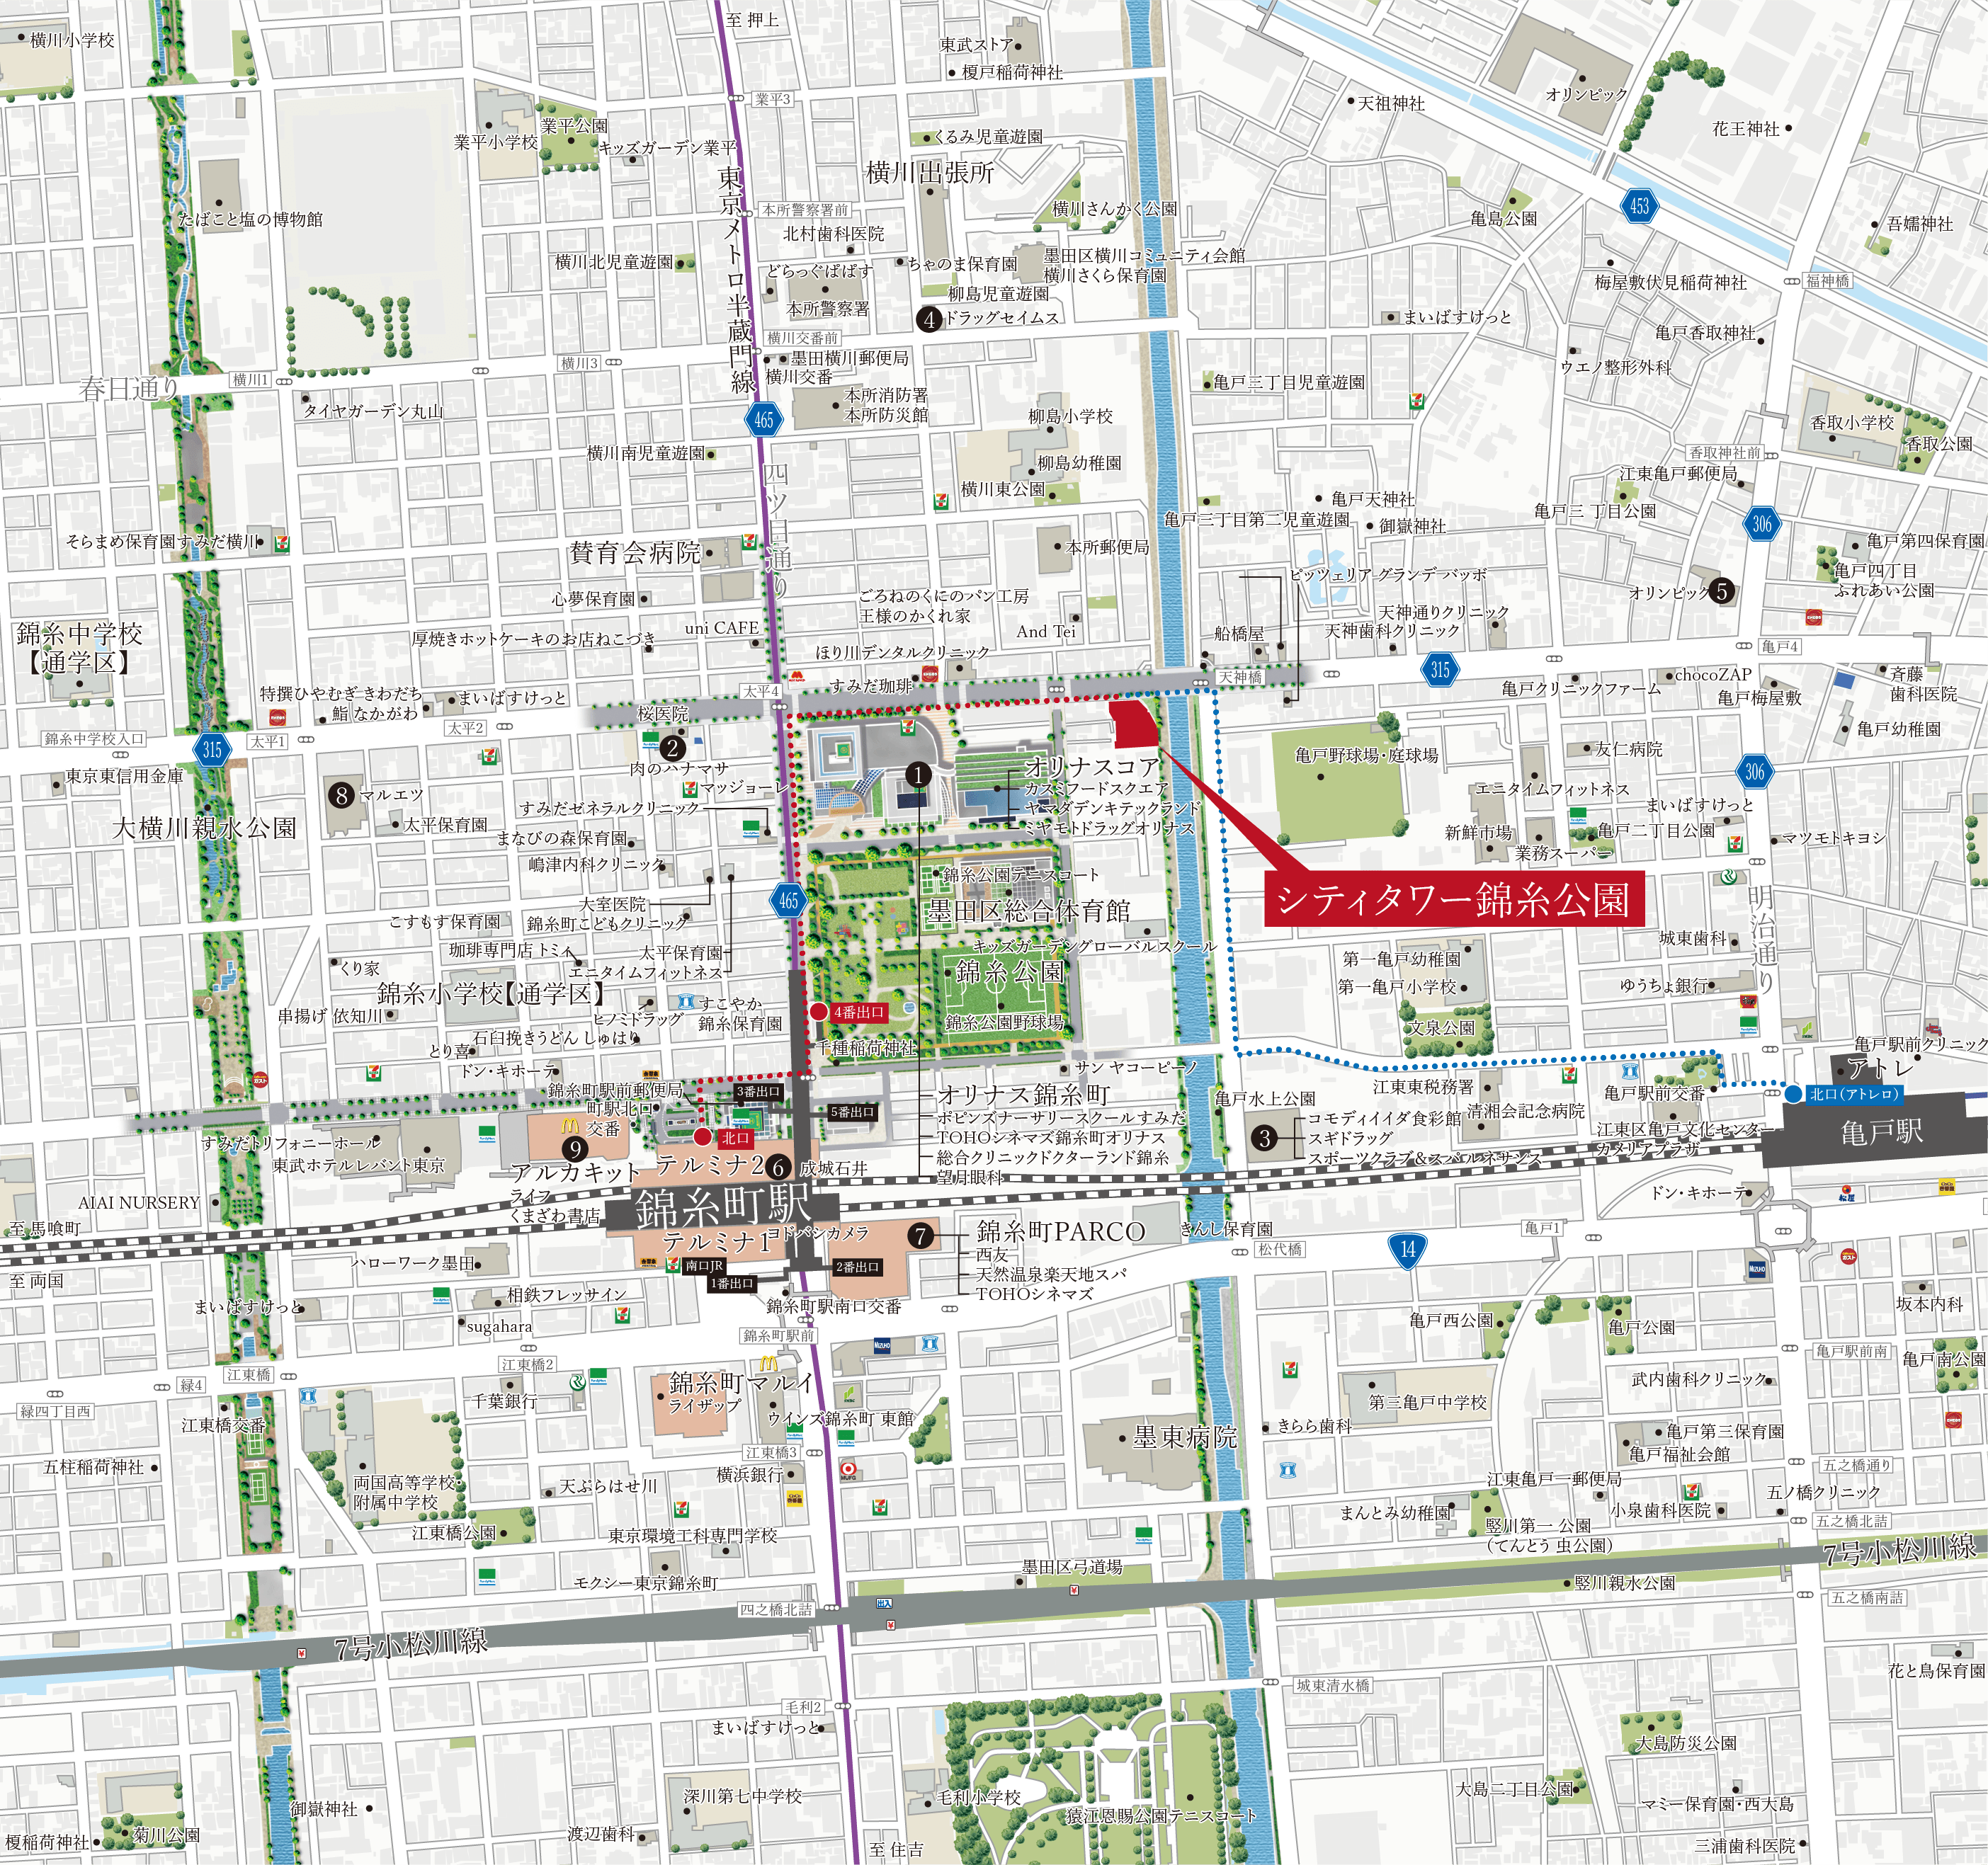 至 押上
横川小学校
東武ストア
榎戸稲荷神社
オリンピック
業平3
天祖神社
花王神社
業平小学校
業平公園
キッズガーデン業平
くるみ児童遊園
横川出張所
たばこと塩の博物館
東京メトロ半蔵門線
本所警察署前
横川さんかく公園
亀島公園
453
吾嬬神社
北村歯科医院
横川北児童遊園
どらっぐぱぱす
ちゃのま保育園
墨田区横川コミュニティ会館
横川さくら保育園
梅屋敷伏見稲荷神社
福神橋
本所警察署
柳島児童遊園
4
ドラッグセイムス
まいばすけっと
亀戸香取神社
横川交番前
横川3
墨田横川郵便局
横川交番
ウエノ整形外科
春日通り
横川1
タイヤガーデン丸山
本所消防署
本所防災館
亀戸三丁目児童遊園
465
柳島小学校
香取小学校
香取公園
横川南児童遊園
四ツ目通り
柳島幼稚園
香取神社前
江東亀戸郵便局
横川東公園
亀戸天神社
亀戸三丁目第二児童遊園
御嶽神社
亀戸三丁目公園
306
そらまめ保育園すみだ横川
賛育会病院
本所郵便局
亀戸第四保育園
亀戸四丁目
ふれあい公園
ピッツェリア グランデ バッボ
オリンピック
5
心夢保育園
ごろねのくにのパン工房
王様のかくれ家
天神通りクリニック
天神歯科クリニック
錦糸中学校
【通学区】
uni CAFE
And Tei
船橋屋
厚焼きホットケーキのお店ねこづき
ほり川デンタルクリニック
亀戸4
315
chocoZAP
斉藤
歯科医院
天神橋
すみだ珈琲
太平4
亀戸クリニックファーム
亀戸梅屋敷
特撰ひやむぎ きわだち
鮨 なかがわ
まいばすけっと
桜医院
太平2
太平1
錦糸中学校入口
315
亀戸幼稚園
2
肉のハナマサ
亀戸野球場・庭球場
友仁病院
オリナスコア
カスミフードスクエア
ヤマダデンキテックランド
ミヤモトドラッグオリナス
1
306
東京東信用金庫
8
マルエツ
マッジョーレ
エニタイムフィットネス
まいばすけっと
すみだゼネラルクリニック
太平保育園
大横川親水公園
まなびの森保育園
新鮮市場
業務スーパー
亀戸二丁目公園
マツモトキヨシ
嶋津内科クリニック
錦糸公園テニスコート
シティタワー錦糸公園
465
大室医院
錦糸町こどもクリニック
こすもす保育園
墨田区総合体育館
明治通り
珈琲専門店 トミィ
太平保育園
エニタイムフィットネス
キッズガーデングローバルスクール
城東歯科
くり家
錦糸公園
第一亀戸幼稚園
第一亀戸小学校
ゆうちょ銀行
錦糸小学校【通学区】
すこやか
錦糸保育園
4番出口
串揚げ 依知川
ヒノミドラッグ
錦糸公園野球場
文泉公園
石臼挽きうどん しゅはり
とり喜
千種稲荷神社
亀戸駅前クリニック
アトレ
ドン・キホーテ
サン ヤコーピーノ
江東東税務署
亀戸駅前交番
北口（アトレロ）
錦糸町駅前郵便局
町駅北口
交番
3番出口
5番出口
北口
オリナス錦糸町
ポピンズナーサリースクールすみだ
TOHOシネマズ錦糸町オリナス
総合クリニックドクターランド錦糸
望月眼科
亀戸水上公園
コモディイイダ食彩館
スギドラッグ
スポーツクラブ＆スパルネサンス
3
清湘会記念病院
江東区亀戸文化センター
カメリアプラザ
亀戸駅
すみだトリフォニーホール
東武ホテルレバント東京
9
アルカキット
ライフ
くまざわ書店
テルミナ2
6
成城石井
AIAI NURSERY
錦糸町駅
テルミナ1
ヨドバシカメラ
7
錦糸町PARCO
西友
天然温泉楽天地スパ
TOHOシネマズ
きんし保育園
松代橋
14
亀戸1
ドン・キホーテ
松屋
至 馬喰町
至 両国
ハローワーク墨田
南口JR
1番出口
2番出口
錦糸町駅南口交番
まいばすけっと
相鉄フレッサイン
sugahara
錦糸町駅前
MIZUHO
MIZUHO
坂本内科
亀戸西公園
亀戸公園
亀戸駅前南
亀戸南公園
江東橋2
江東橋
緑4
緑四丁目西
千葉銀行
錦糸町マルイ
ライザップ
ウインズ錦糸町 東館
武内歯科クリニック
第三亀戸中学校
江東橋交番
江東橋3
きらら歯科
墨東病院
亀戸第三保育園
亀戸福祉会館
五柱稲荷神社
両国高等学校・
附属中学校
横浜銀行
MUFG
天ぷらはせ川
五之橋通り
江東亀戸一郵便局
五ノ橋クリニック
まんとみ幼稚園
小泉歯科医院
江東橋公園
竪川第一公園
（てんとう虫公園）
五之橋北詰
東京環境工科専門学校
モクシー東京錦糸町
墨田区弓道場
7号小松川線
竪川親水公園
四之橋北詰
出入
五之橋南詰
7号小松川線
花と鳥保育園
城東清水橋
毛利2
まいばすけっと
大島防災公園
御嶽神社
深川第七中学校
毛利小学校
猿江恩賜公園テニスコート
大島二丁目公園
マミー保育園・西大島
榎稲荷神社
菊川公園
渡辺歯科
至 住吉
三浦歯科医院